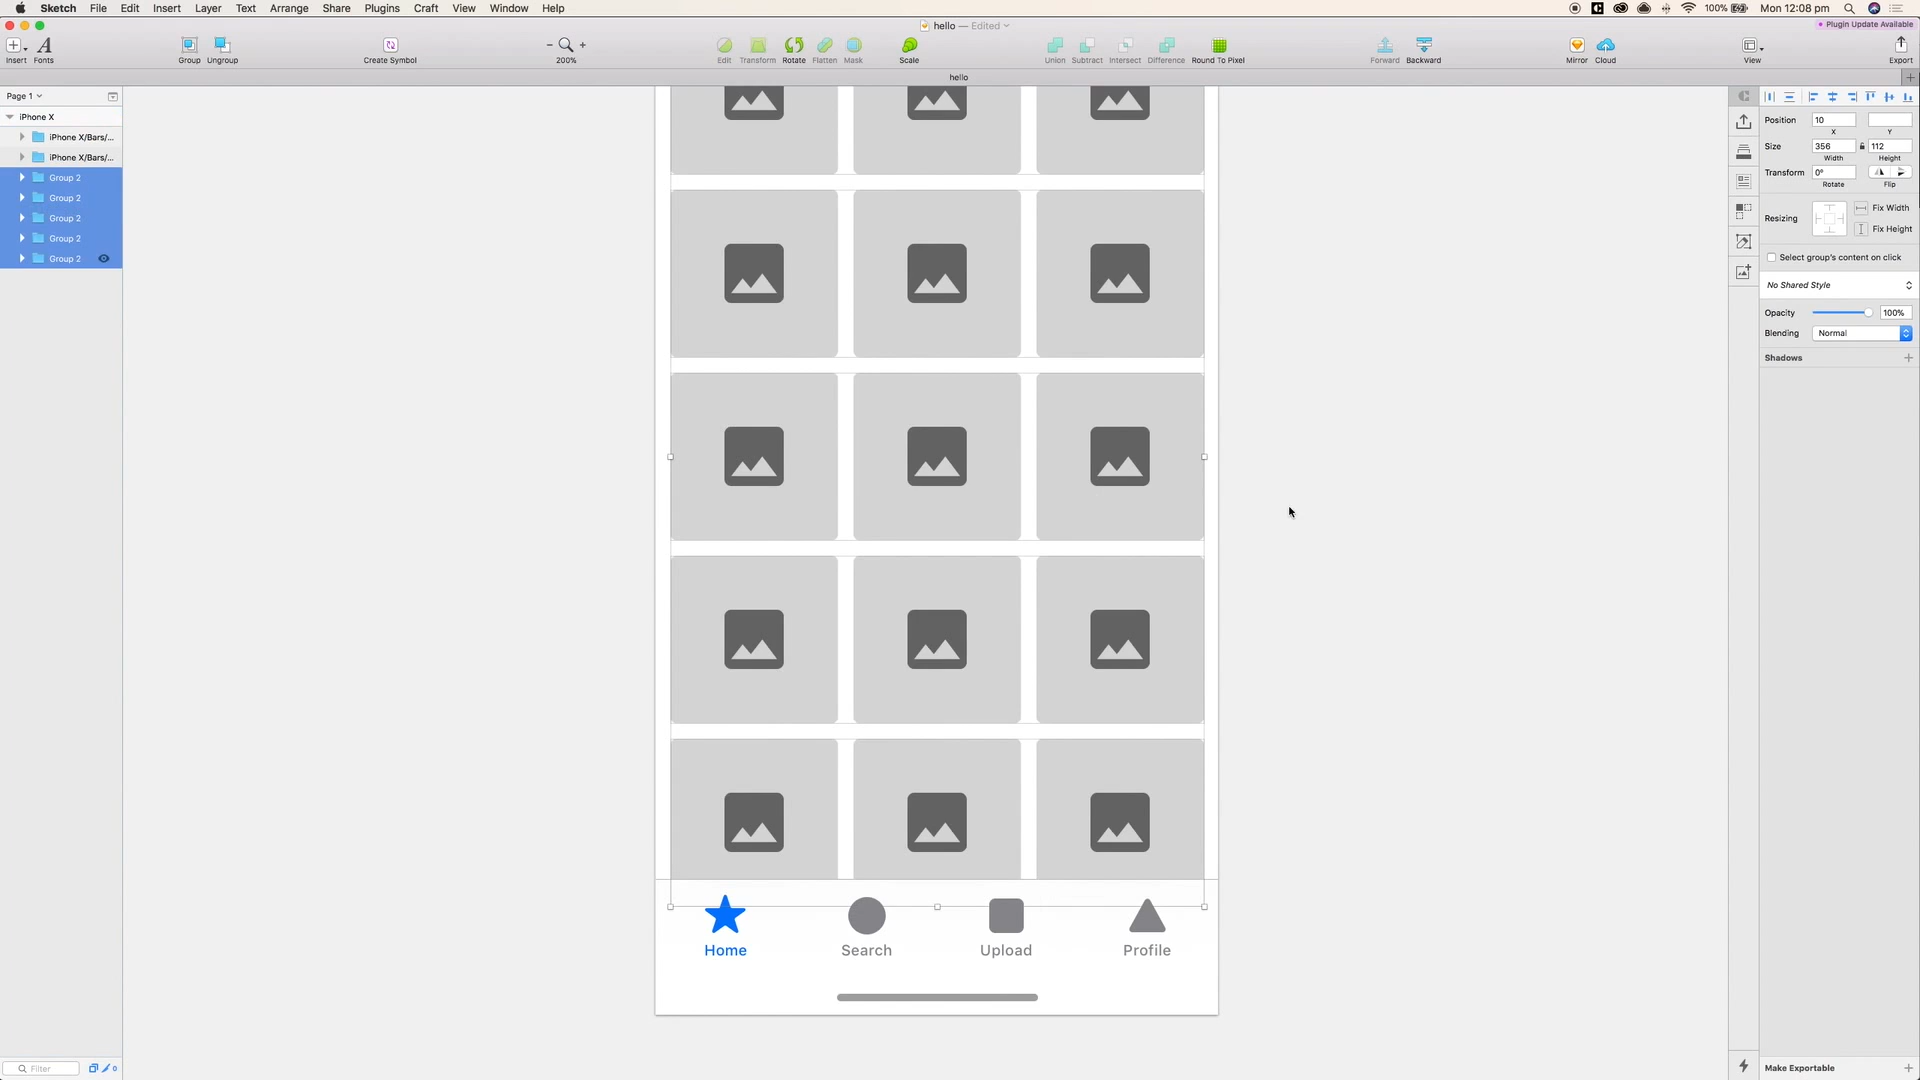 Sketch File Edit Insert Layer Text Arrange Share Plugins Craft View Window Help 100% Mon 12:08 pm
hello — Edited
Plugin Update Available
Insert Fonts Group Ungroup Create Symbol 200% Edit Transform Rotate Flatten Mask Scale Union Subtract Intersect Difference Round To Pixel Forward Backward Mirror Cloud View Export
hello
Page 1
iPhone X
iPhone X/Bars/...
iPhone X/Bars/...
Group 2
Group 2
Group 2
Group 2
Group 2
Filter 0
Home Search Upload Profile
Position 10
X Y
Size 356 112
Width Height
Transform 0°
Rotate Flip
Resizing Fix Width
Fix Height
Select group's content on click
No Shared Style
Opacity 100%
Blending Normal
Shadows
Make Exportable